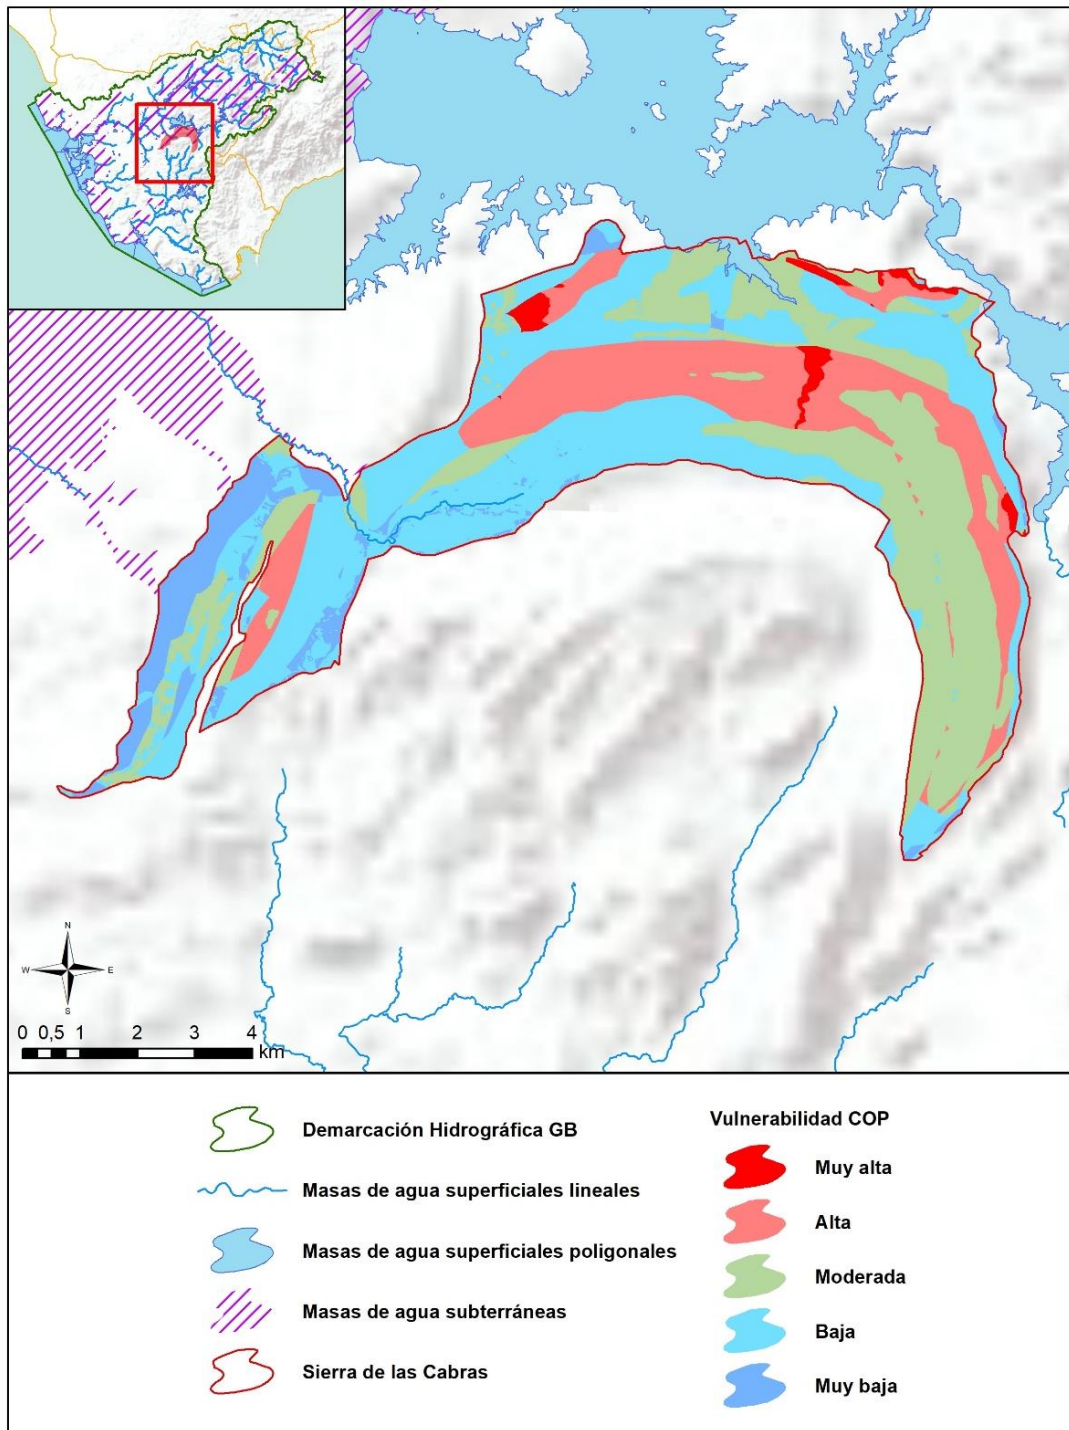 N
W E
S
0 0,5 1 2 3 4
km
Demarcación Hidrográfica GB
Masas de agua superficiales lineales
Masas de agua superficiales poligonales
Masas de agua subterráneas
Sierra de las Cabras
Vulnerabilidad COP
Muy alta
Alta
Moderada
Baja
Muy baja